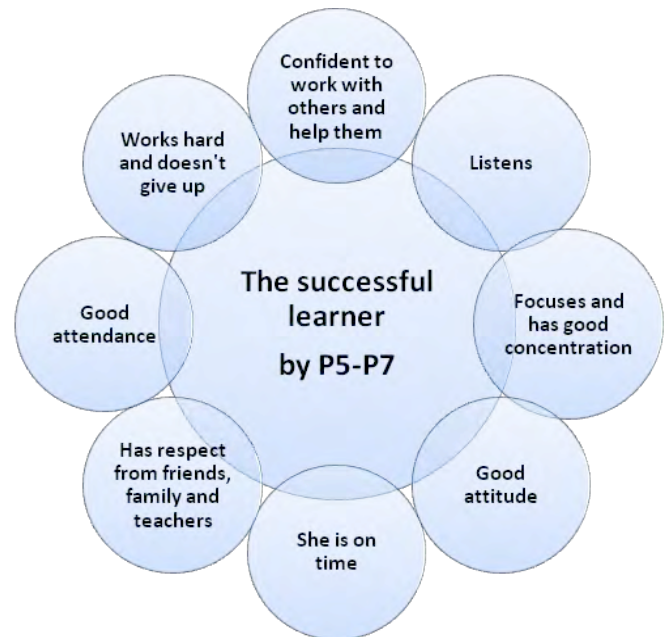 The successful
learner
by P5-P7
Confident to
work with
others and
help them
Listens
Focuses and
has good
concentration
Good
attitude
She is on
time
Has respect
from friends,
family and
teachers
Good
attendance
Works hard
and doesn't
give up